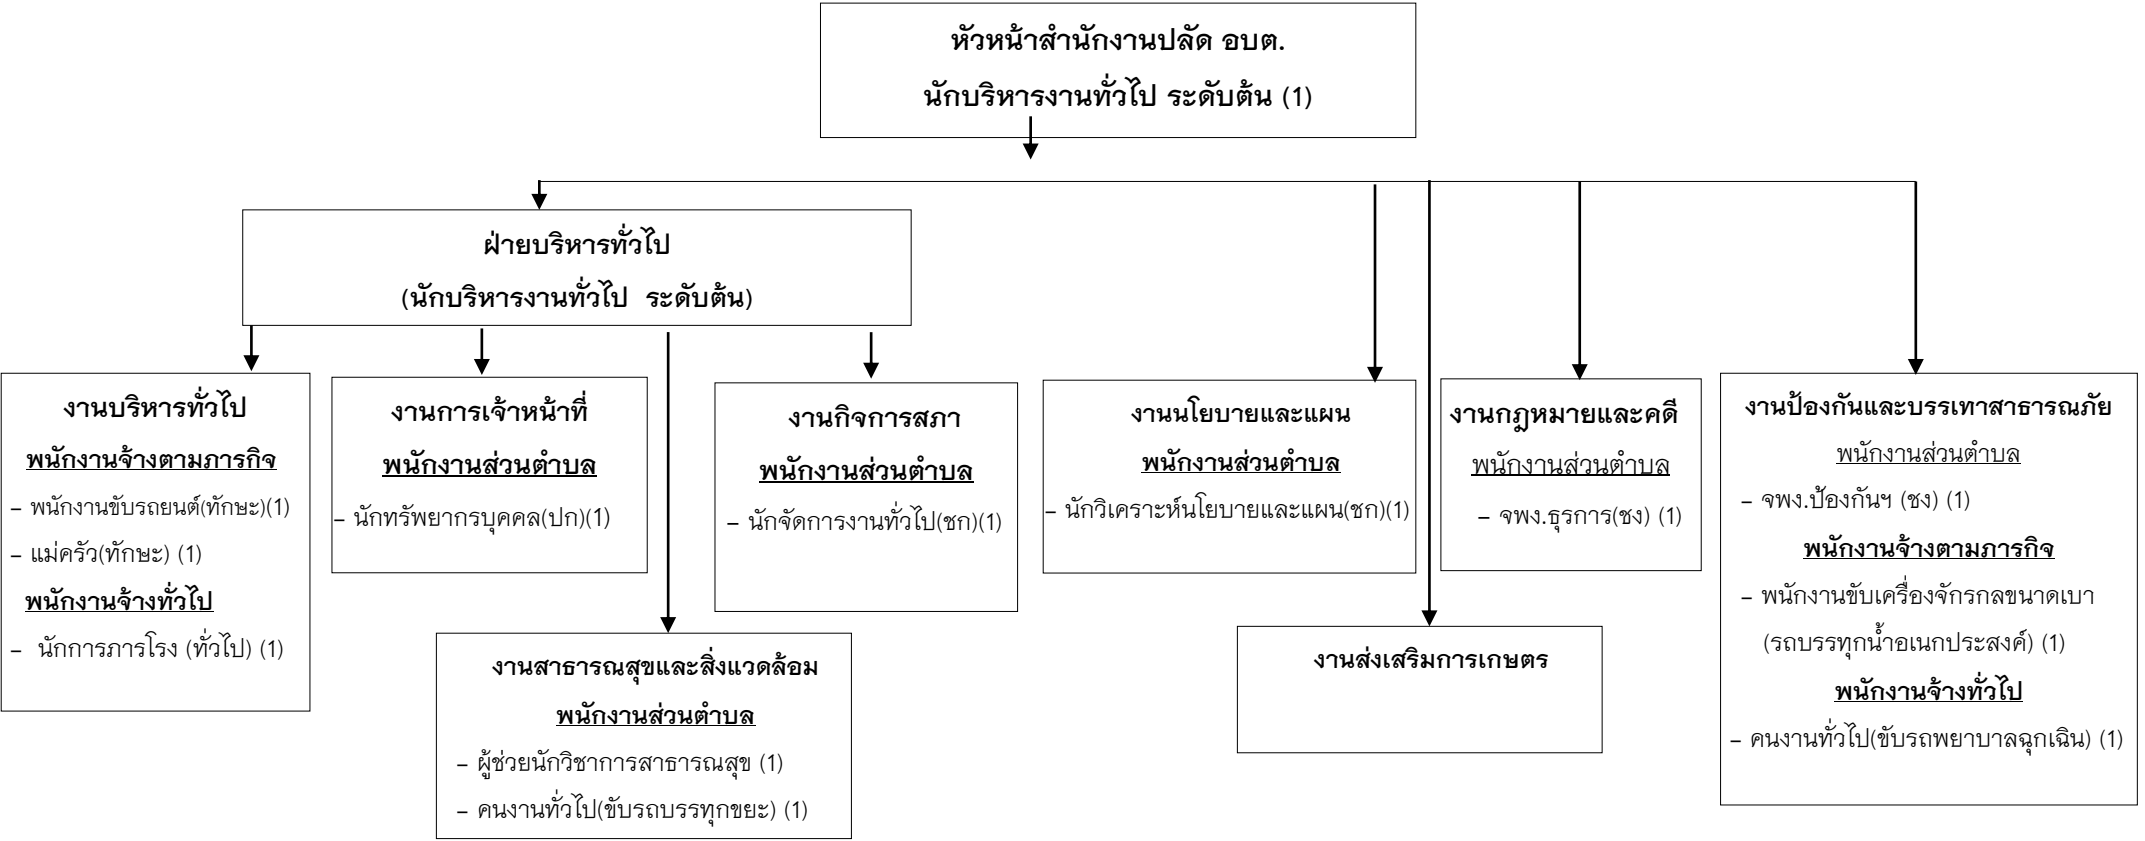 หัวหน้าสำนักงานปลัด อบต.
นักบริหารงานทั่วไป ระดับต้น (1)
ฝ่ายบริหารทั่วไป
(นักบริหารงานทั่วไป ระดับต้น)
งานบริหารทั่วไป
พนักงานจ้างตามภารกิจ
– พนักงานขับรถยนต์(ทักษะ)(1)
– แม่ครัว(ทักษะ) (1)
พนักงานจ้างทั่วไป
– นักการภารโรง (ทั่วไป) (1)
งานการเจ้าหน้าที่
พนักงานส่วนตำบล
– นักทรัพยากรบุคคล(ปก)(1)
งานกิจการสภา
พนักงานส่วนตำบล
– นักจัดการงานทั่วไป(ชก)(1)
งานนโยบายและแผน
พนักงานส่วนตำบล
– นักวิเคราะห์นโยบายและแผน(ชก)(1)
งานกฎหมายและคดี
พนักงานส่วนตำบล
– จพง.ธุรการ(ชง) (1)
งานป้องกันและบรรเทาสาธารณภัย
พนักงานส่วนตำบล
– จพง.ป้องกันฯ (ชง) (1)
พนักงานจ้างตามภารกิจ
– พนักงานขับเครื่องจักรกลขนาดเบา
(รถบรรทุกน้ำอเนกประสงค์) (1)
พนักงานจ้างทั่วไป
– คนงานทั่วไป(ขับรถพยาบาลฉุกเฉิน) (1)
งานสาธารณสุขและสิ่งแวดล้อม
พนักงานส่วนตำบล
– ผู้ช่วยนักวิชาการสาธารณสุข (1)
– คนงานทั่วไป(ขับรถบรรทุกขยะ) (1)
งานส่งเสริมการเกษตร